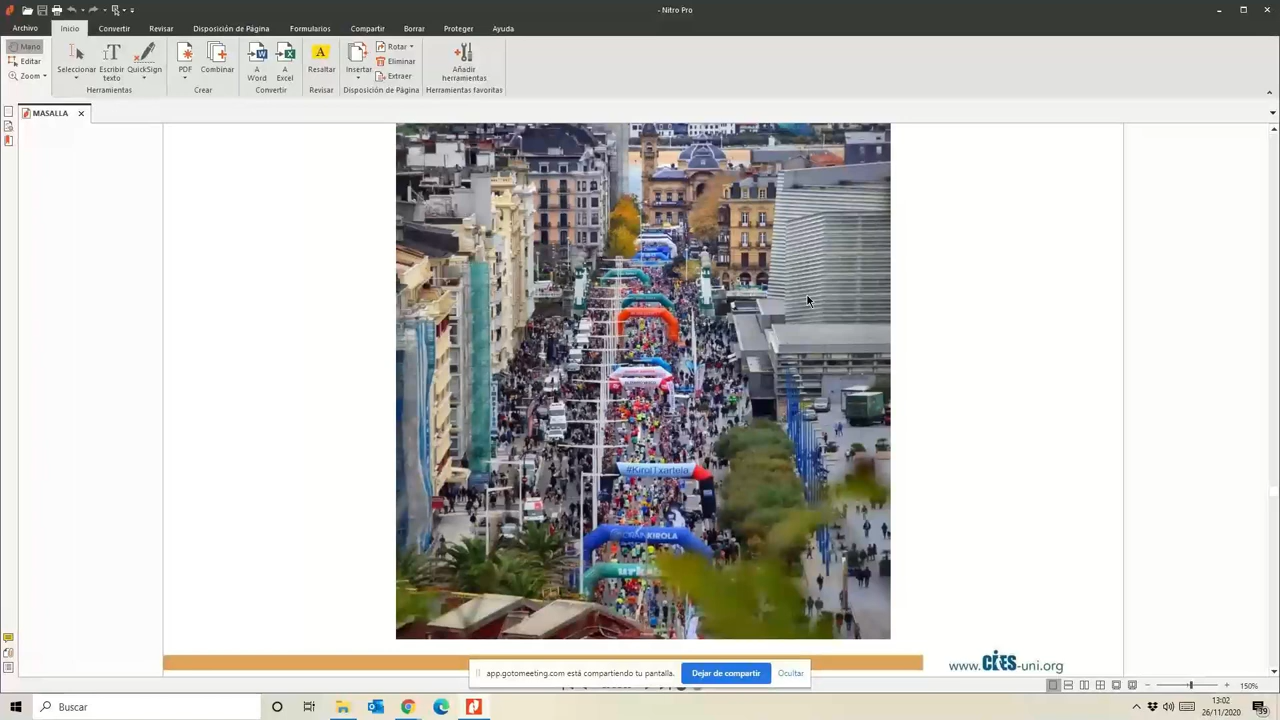 - Nitro Pro
Archivo Inicio Convertir Revisar Disposición de Página Formularios Compartir Borrar Proteger Ayuda
Mano
Editar
Zoom
Seleccionar
Escribir texto
QuickSign
Herramientas
PDF
Combinar
Crear
A Word
A Excel
Convertir
Resaltar
Revisar
Insertar
Rotar
Eliminar
Extraer
Disposición de Página
Añadir herramientas
Herramientas favoritas
MASALLA
#KirolTxartela
KIROLA
www.CIES-uni.org
app.gotomeeting.com está compartiendo tu pantalla.
Dejar de compartir
Ocultar
150%
Buscar
13:02
26/11/2020
39